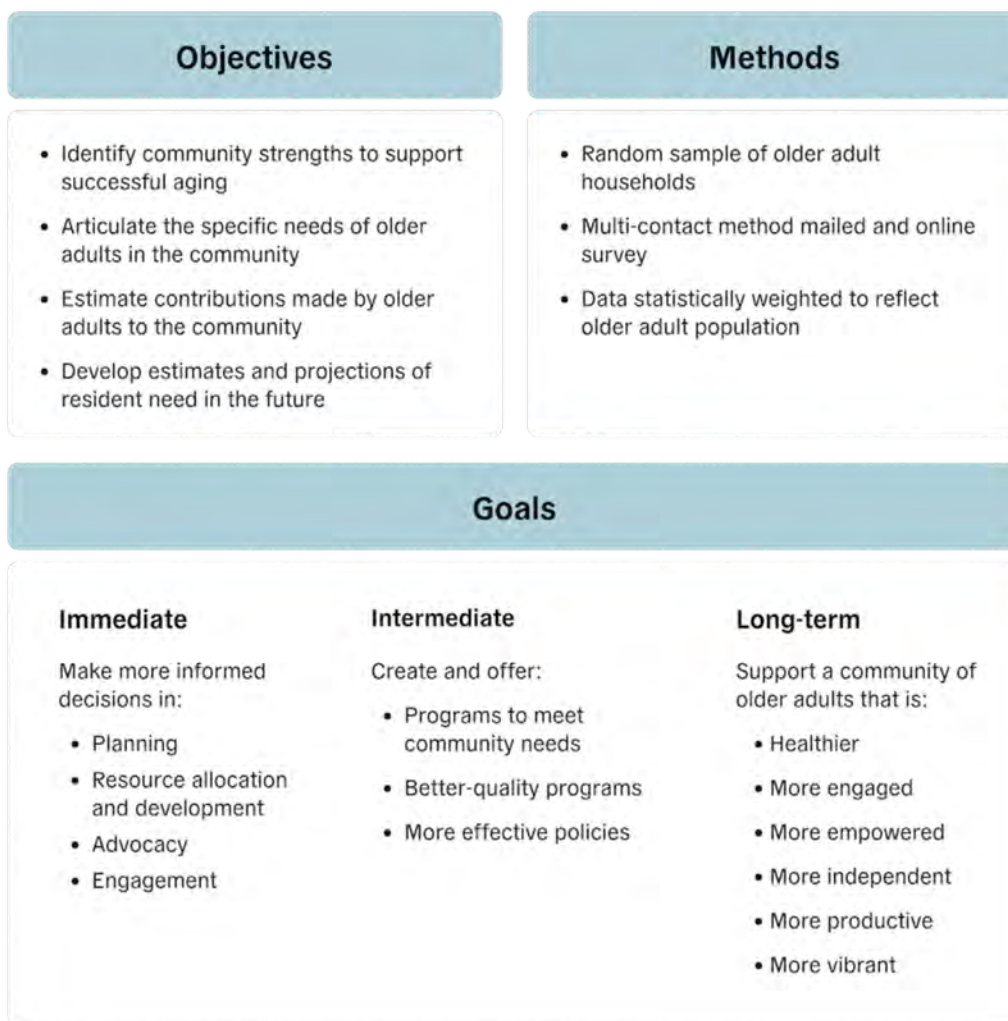 Objectives
• Identify community strengths to support
successful aging
• Articulate the specific needs of older
adults in the community
• Estimate contributions made by older
adults to the community
• Develop estimates and projections of
resident need in the future
Methods
• Random sample of older adult
households
• Multi-contact method mailed and online
survey
• Data statistically weighted to reflect
older adult population
Goals
Immediate
Make more informed
decisions in:
• Planning
• Resource allocation
and development
• Advocacy
• Engagement
Intermediate
Create and offer:
• Programs to meet
community needs
• Better-quality programs
• More effective policies
Long-term
Support a community of
older adults that is:
• Healthier
• More engaged
• More empowered
• More independent
• More productive
• More vibrant